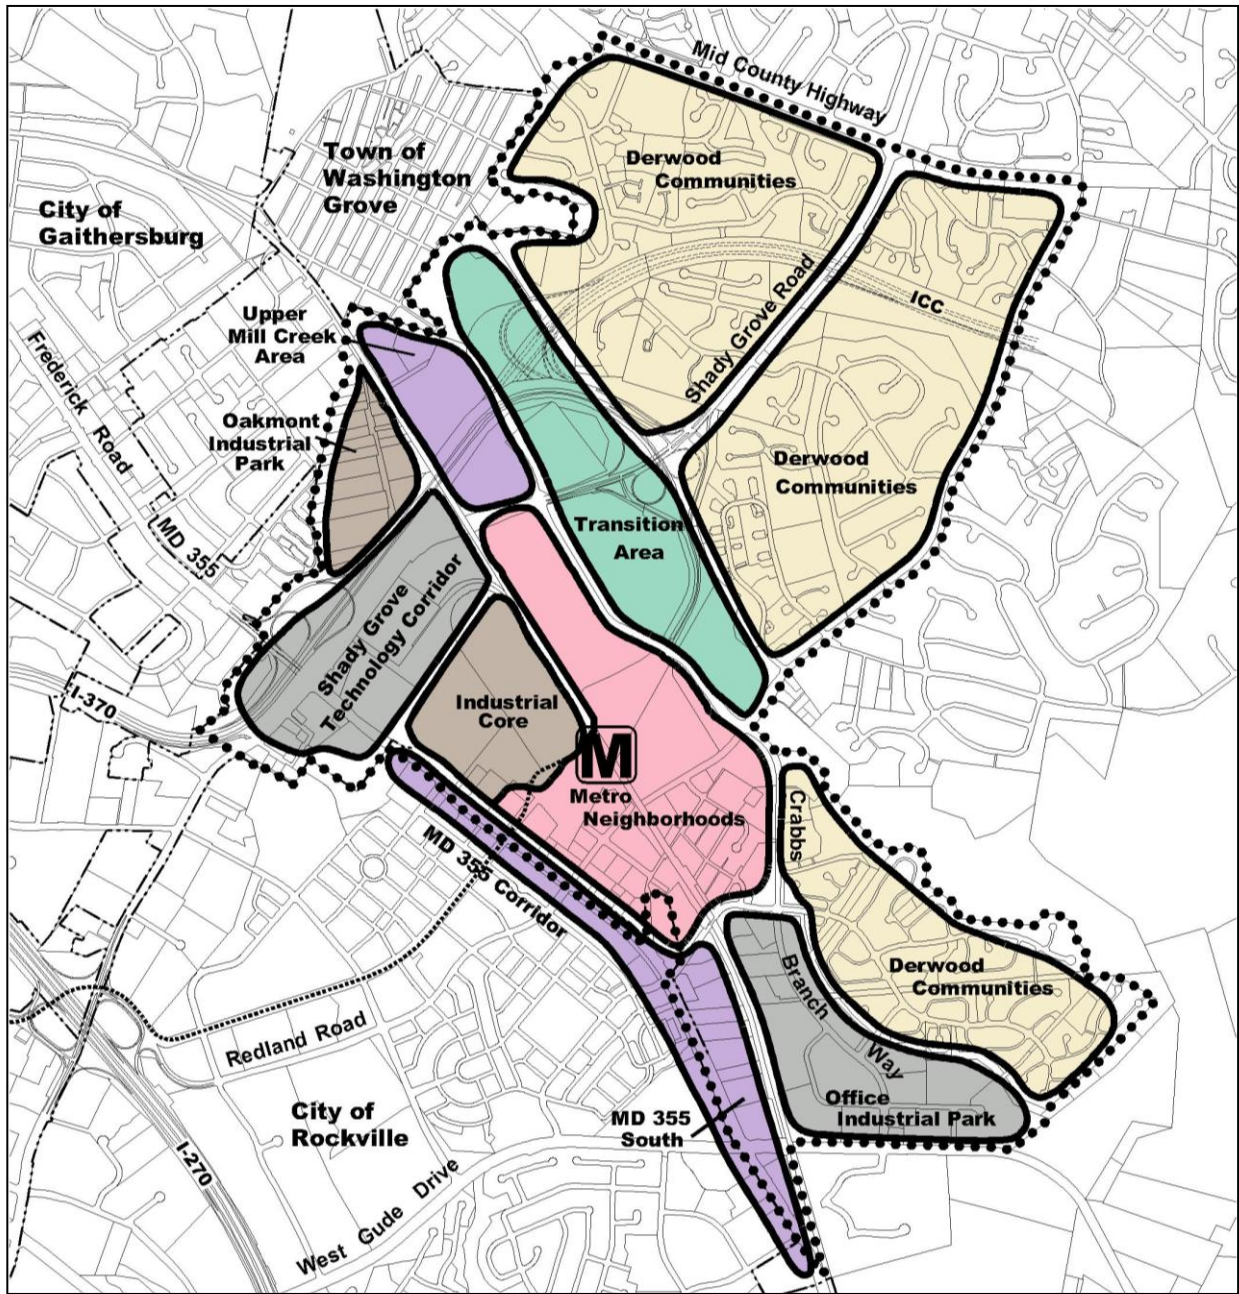 Mid County Highway
Derwood
Communities
Town of
Washington
Grove
City of
Gaithersburg
Shady Grove Road
ICC
Upper
Mill Creek
Area
Frederick
Road
Oakmont
Industrial
Park
Derwood
Communities
MD 355
Transition
Area
Shady Grove
Technology Corridor
I-370
Industrial
Core
M
Metro
Neighborhoods
Crabbs
MD 355 Corridor
Derwood
Communities
Branch
Way
Redland Road
Office
Industrial Park
City of
Rockville
MD 355
South
I-270
West Gude Drive